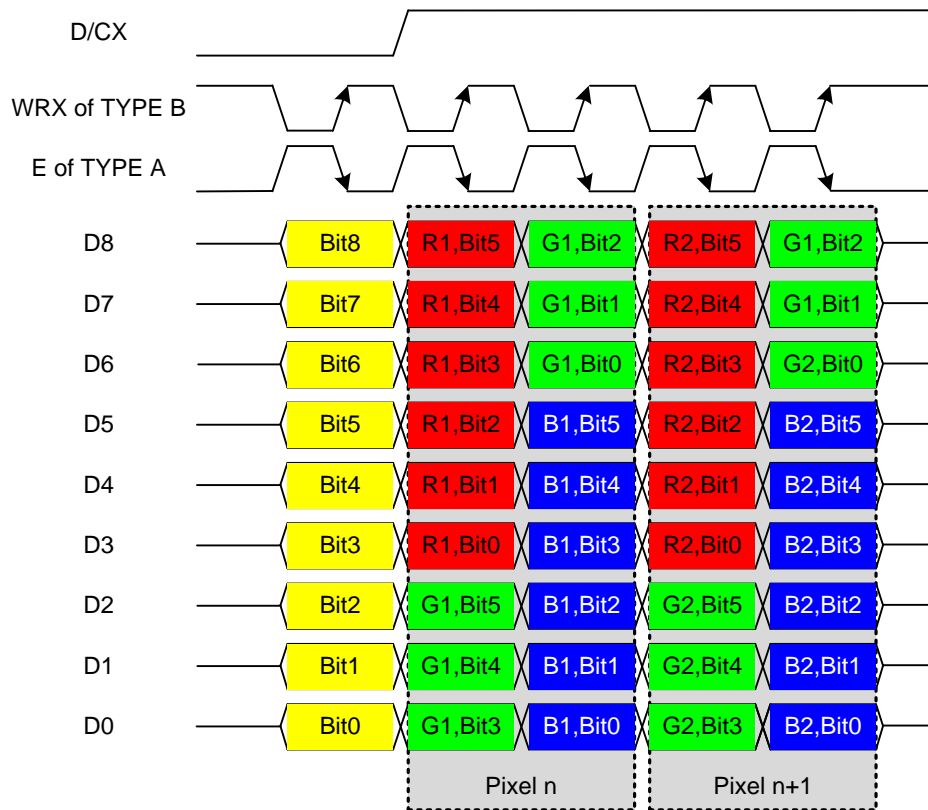 D/CX
WRX of TYPE B
E of TYPE A
D8 Bit8 R1,Bit5 G1,Bit2 R2,Bit5 G1,Bit2
D7 Bit7 R1,Bit4 G1,Bit1 R2,Bit4 G1,Bit1
D6 Bit6 R1,Bit3 G1,Bit0 R2,Bit3 G2,Bit0
D5 Bit5 R1,Bit2 B1,Bit5 R2,Bit2 B2,Bit5
D4 Bit4 R1,Bit1 B1,Bit4 R2,Bit1 B2,Bit4
D3 Bit3 R1,Bit0 B1,Bit3 R2,Bit0 B2,Bit3
D2 Bit2 G1,Bit5 B1,Bit2 G2,Bit5 B2,Bit2
D1 Bit1 G1,Bit4 B1,Bit1 G2,Bit4 B2,Bit1
D0 Bit0 G1,Bit3 B1,Bit0 G2,Bit3 B2,Bit0
Pixel n Pixel n+1